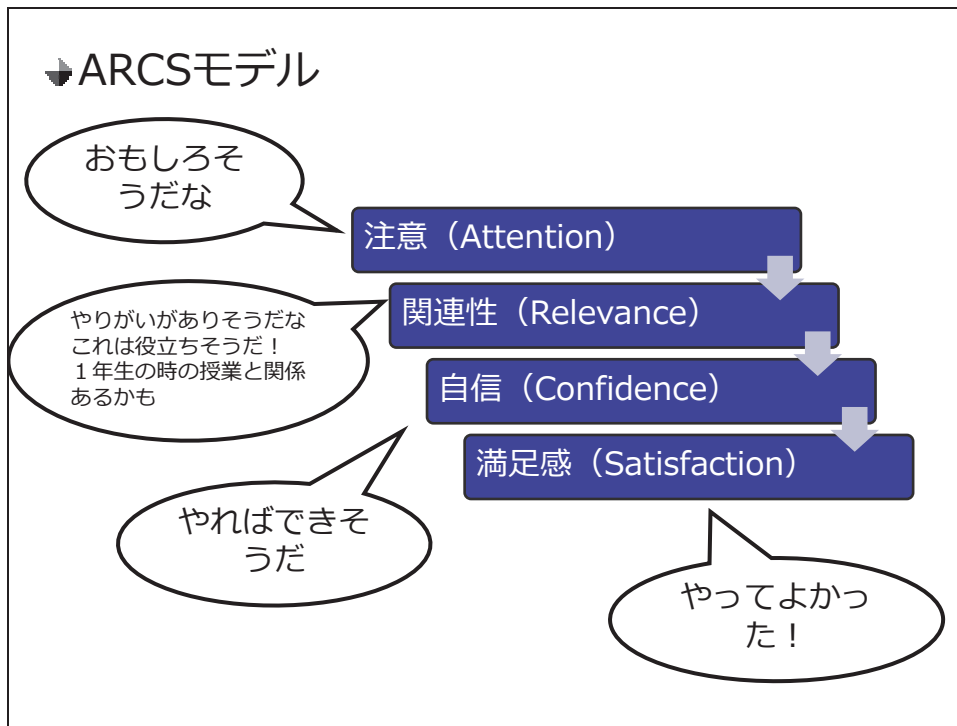 ARCSモデル
おもしろそ
うだな
注意（Attention）
関連性（Relevance）
やりがいがありそうだな
これは役立ちそうだ！
１年生の時の授業と関係
あるかも
自信（Confidence）
満足感（Satisfaction）
やればできそ
うだ
やってよかっ
た！